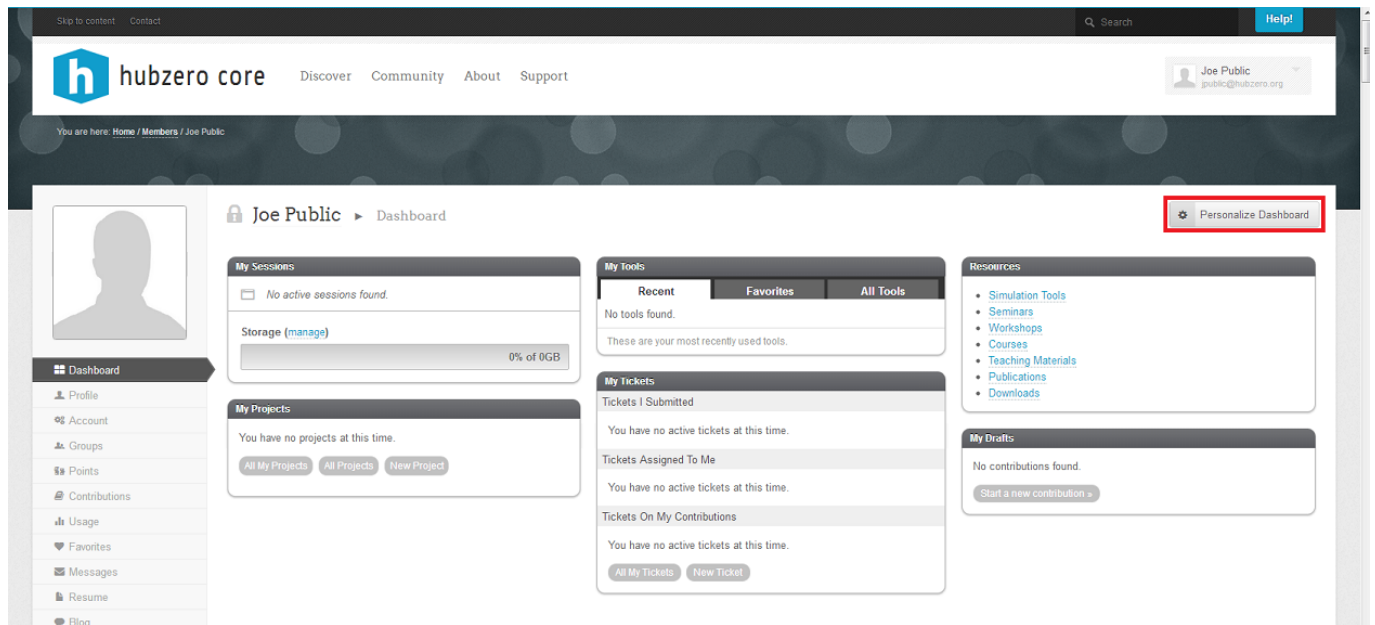 Skip to content Contact
Search
Help!
hubzero core
Discover Community About Support
Joe Public
jpublic@hubzero.org
You are here: Home / Members / Joe Public
Joe Public ► Dashboard
Personalize Dashboard
Dashboard
Profile
Account
Groups
Points
Contributions
Usage
Favorites
Messages
Resume
Blog
My Sessions
No active sessions found.
Storage (manage)
0% of 0GB
My Projects
You have no projects at this time.
All My Projects All Projects New Project
My Tools
Recent Favorites All Tools
No tools found.
These are your most recently used tools.
My Tickets
Tickets I Submitted
You have no active tickets at this time.
Tickets Assigned To Me
You have no active tickets at this time.
Tickets On My Contributions
You have no active tickets at this time.
All My Tickets New Ticket
Resources
• Simulation Tools
• Seminars
• Workshops
• Courses
• Teaching Materials
• Publications
• Downloads
My Drafts
No contributions found.
Start a new contribution »